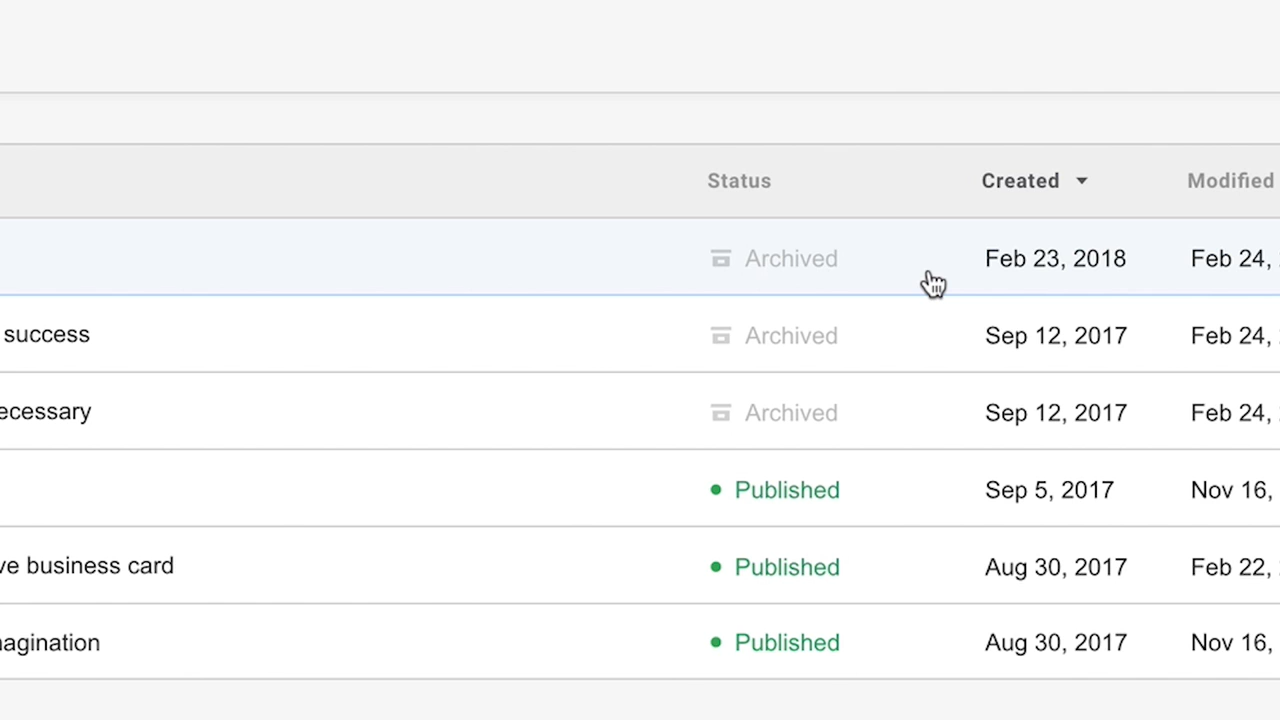 Status Created Modified
Archived Feb 23, 2018 Feb 24,
success Archived Sep 12, 2017 Feb 24,
ecessary Archived Sep 12, 2017 Feb 24,
Published Sep 5, 2017 Nov 16,
ve business card Published Aug 30, 2017 Feb 22,
agination Published Aug 30, 2017 Nov 16,